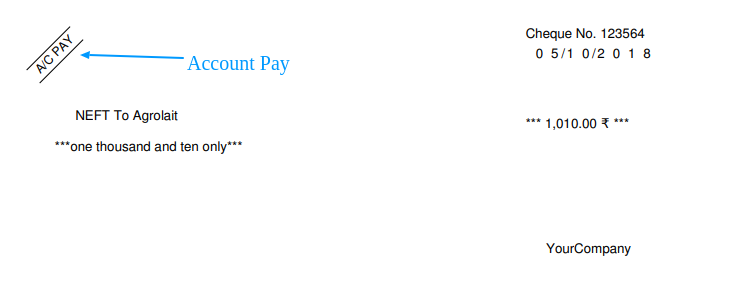 Cheque No. 123564
0 5/1 0/2 0 1 8
A/C PAY
Account Pay
NEFT To Agrolait
*** 1,010.00 ₹ ***
***one thousand and ten only***
YourCompany